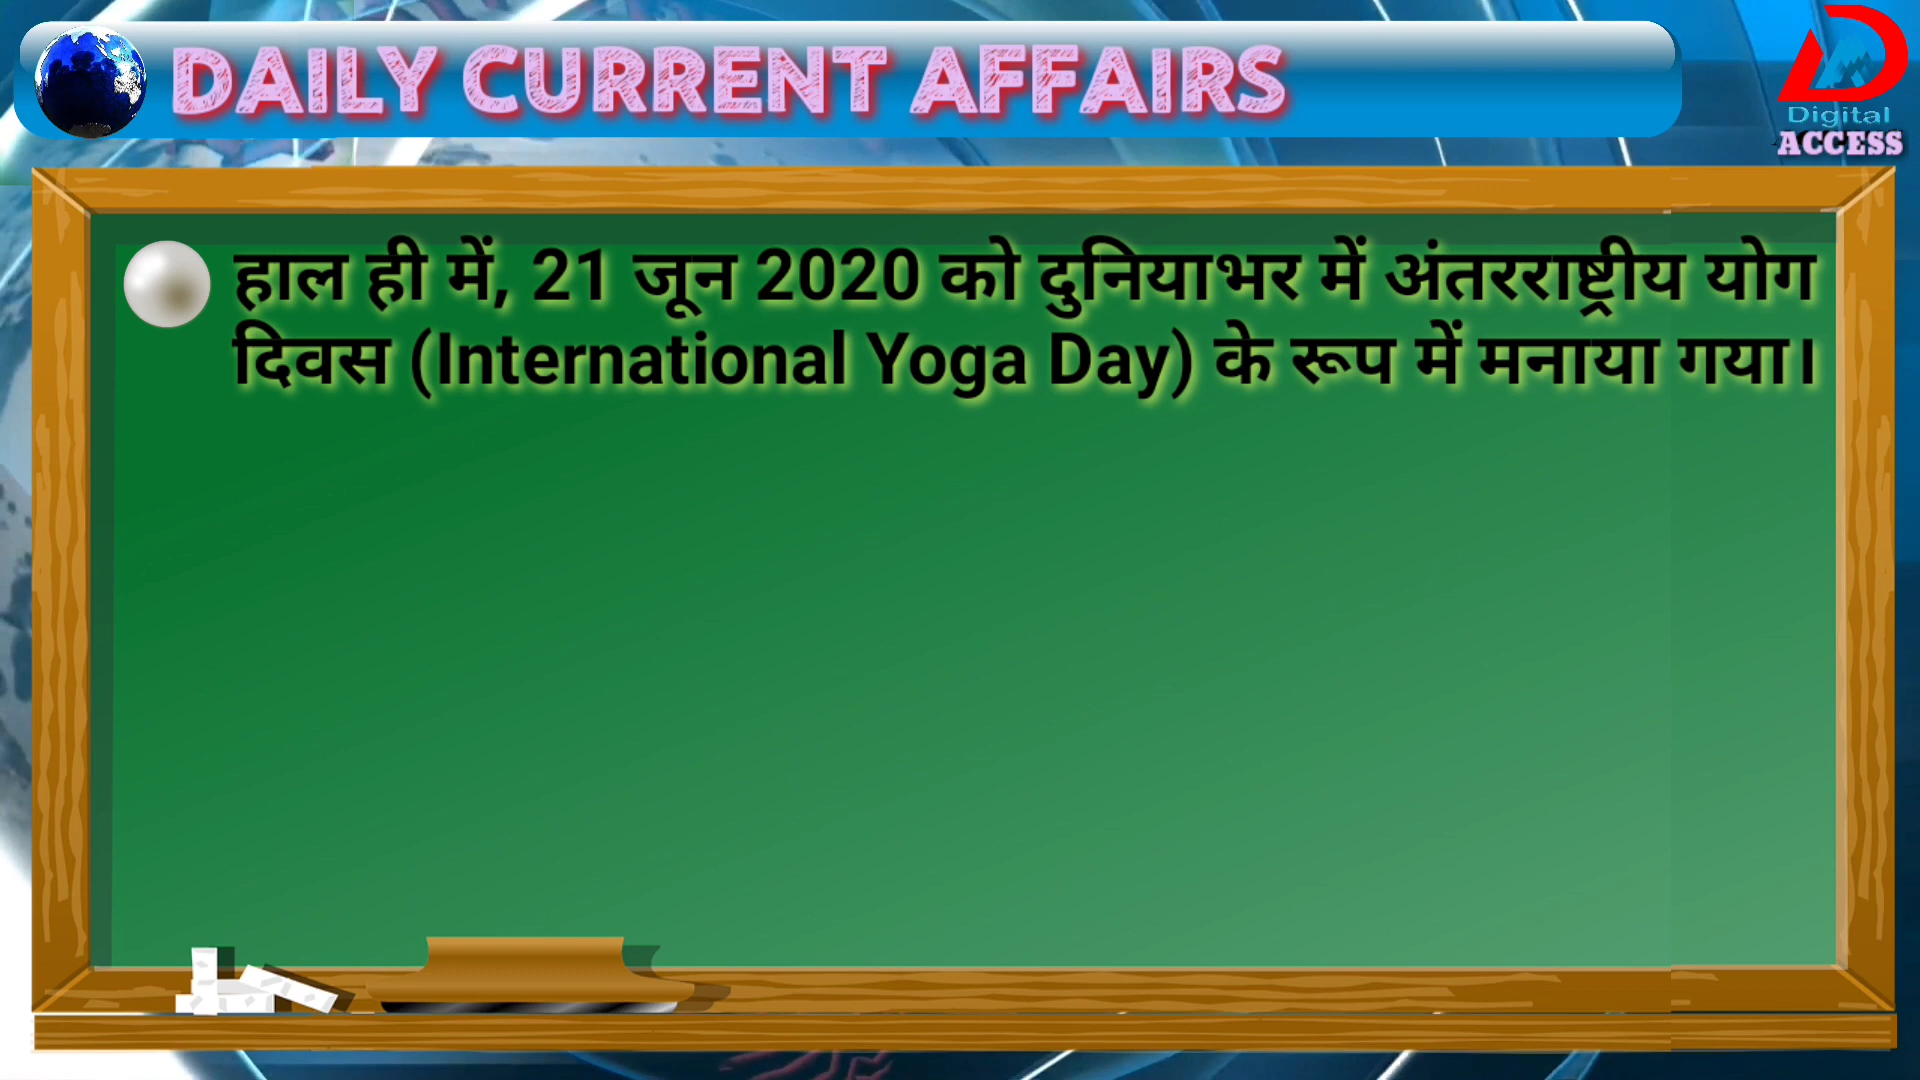 DAILY CURRENT AFFAIRS
Digital
ACCESS
हाल ही में, 21 जून 2020 को दुनियाभर में अंतरराष्ट्रीय योग
दिवस (International Yoga Day) के रूप में मनाया गया।